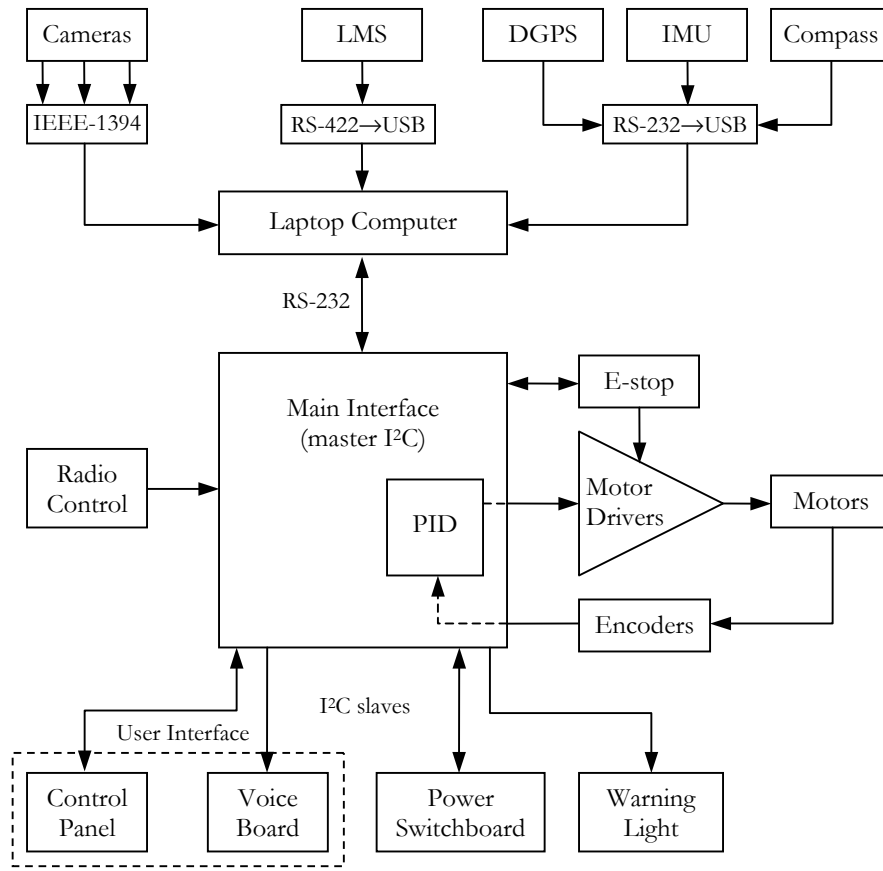 Cameras
LMS
DGPS
IMU
Compass
IEEE-1394
RS-422→USB
RS-232→USB
Laptop Computer
RS-232
Main Interface
(master I²C)
E-stop
Radio
Control
PID
Motor
Drivers
Motors
Encoders
I²C slaves
User Interface
Control
Panel
Voice
Board
Power
Switchboard
Warning
Light